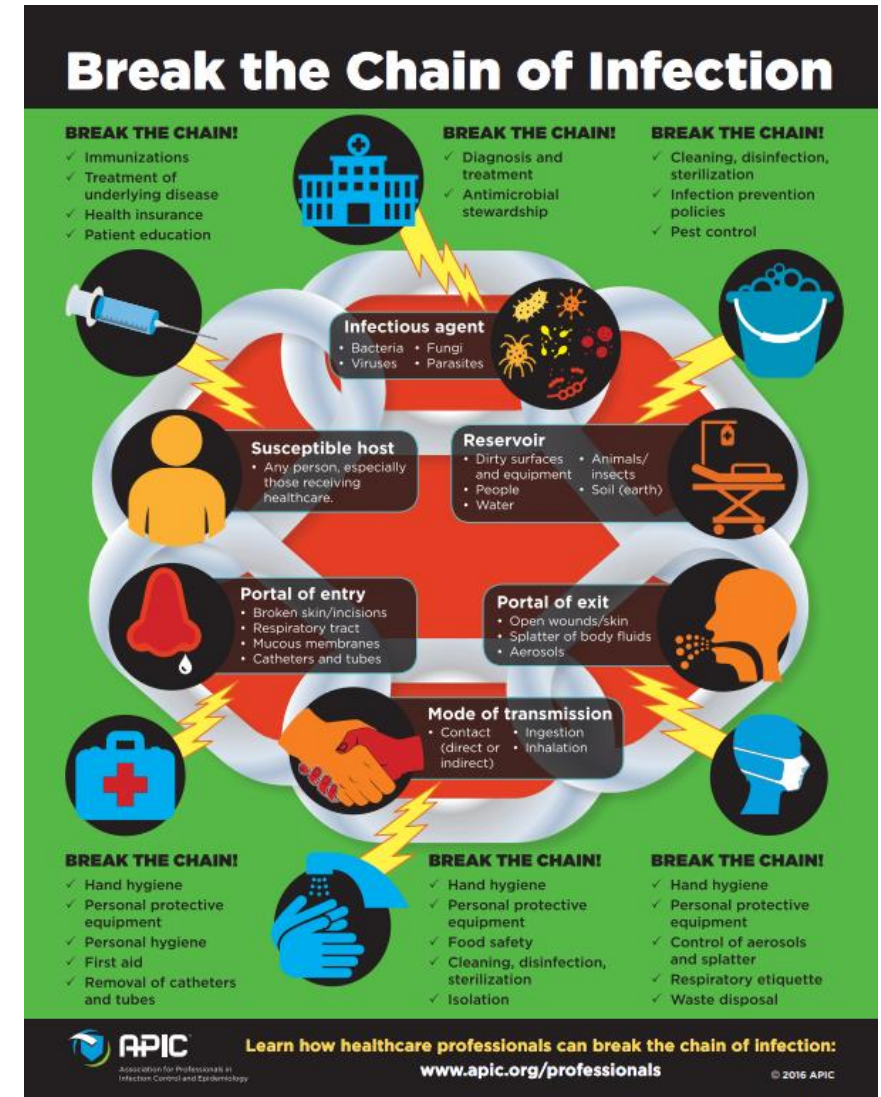 Break the Chain of Infection
BREAK THE CHAIN!
✓ Immunizations
✓ Treatment of
underlying disease
✓ Health insurance
✓ Patient education
BREAK THE CHAIN!
✓ Diagnosis and
treatment
✓ Antimicrobial
stewardship
BREAK THE CHAIN!
✓ Cleaning, disinfection,
sterilization
✓ Infection prevention
policies
✓ Pest control
Infectious agent
• Bacteria • Fungi
• Viruses • Parasites
Susceptible host
• Any person, especially
those receiving
healthcare.
Reservoir
• Dirty surfaces
and equipment
• People
• Water
• Animals/
insects
• Soil (earth)
Portal of entry
• Broken skin/incisions
• Respiratory tract
• Mucous membranes
• Catheters and tubes
Portal of exit
• Open wounds/skin
• Splatter of body fluids
• Aerosols
Mode of transmission
• Contact
(direct or
indirect)
• Ingestion
• Inhalation
BREAK THE CHAIN!
✓ Hand hygiene
✓ Personal protective
equipment
✓ Personal hygiene
✓ First aid
✓ Removal of catheters
and tubes
BREAK THE CHAIN!
✓ Hand hygiene
✓ Personal protective
equipment
✓ Food safety
✓ Cleaning, disinfection,
sterilization
✓ Isolation
BREAK THE CHAIN!
✓ Hand hygiene
✓ Personal protective
equipment
✓ Control of aerosols
and splatter
✓ Respiratory etiquette
✓ Waste disposal
APIC
Association for Professionals in
Infection Control and Epidemiology
Learn how healthcare professionals can break the chain of infection:
www.apic.org/professionals
© 2016 APIC